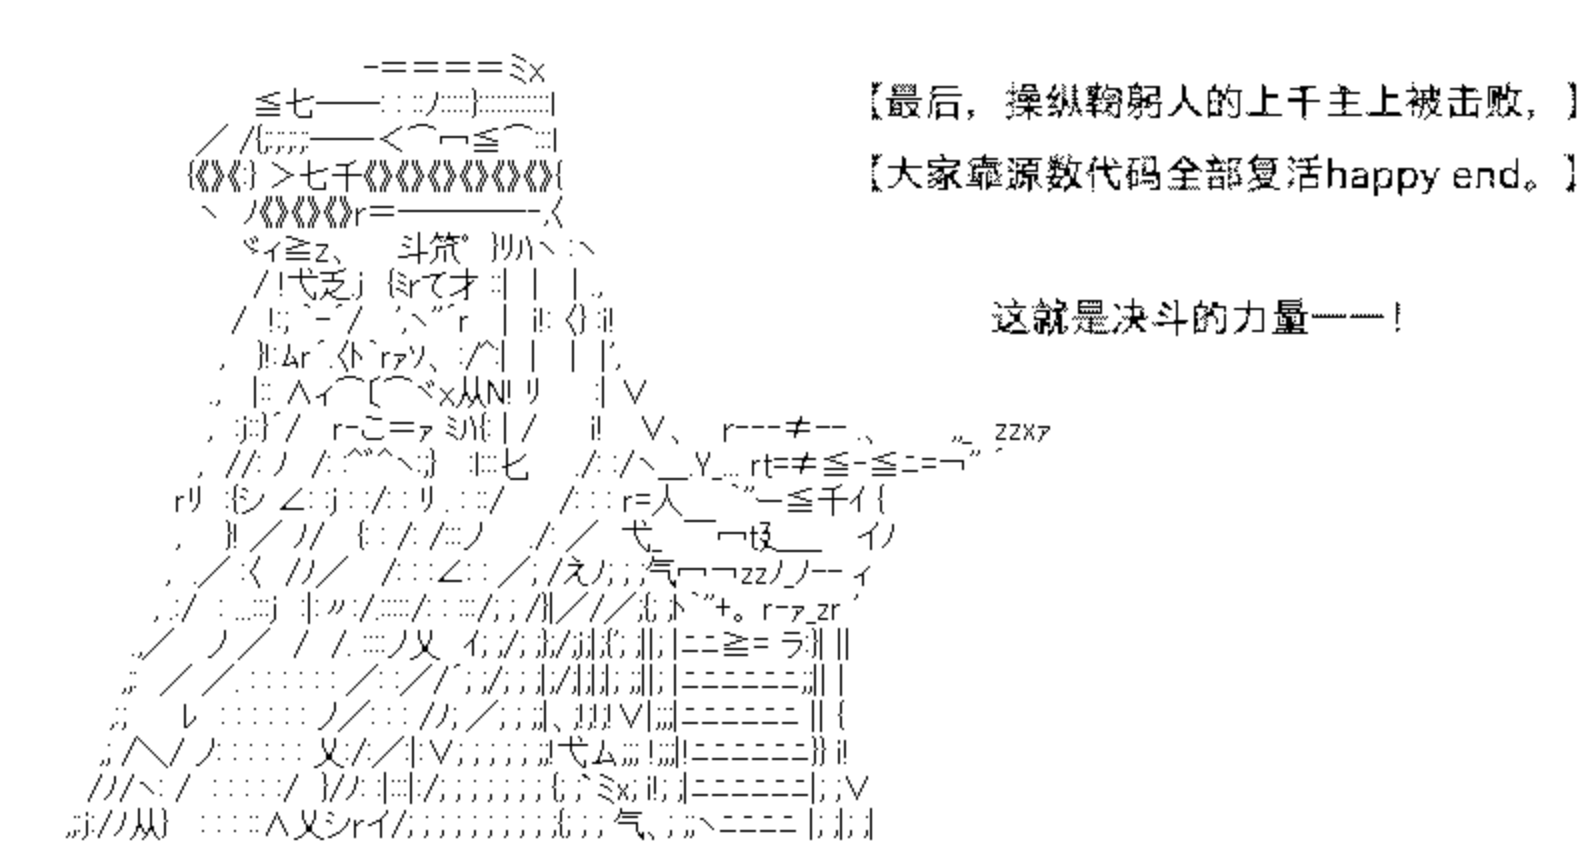 【最后，操纵鞠躬人的上千主上被击败，】
【大家靠源数代码全部复活happy end。】
这就是决斗的力量——！